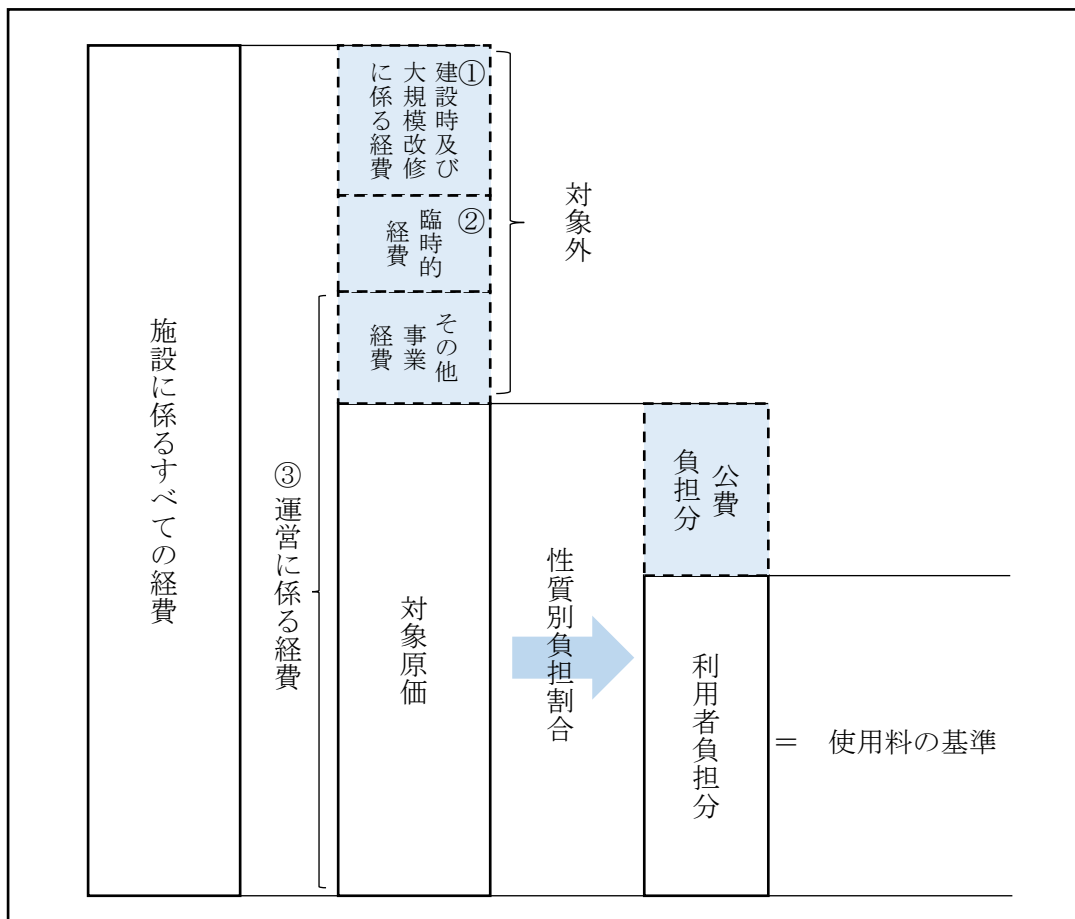 施設に係るすべての経費
①
建設時及び
大規模改修
に係る経費
②
臨時的
経費
その他
事業
経費
対象外
③運営に係る経費
対象原価
性質別負担割合
公費
負担分
利用者負担分
＝　使用料の基準